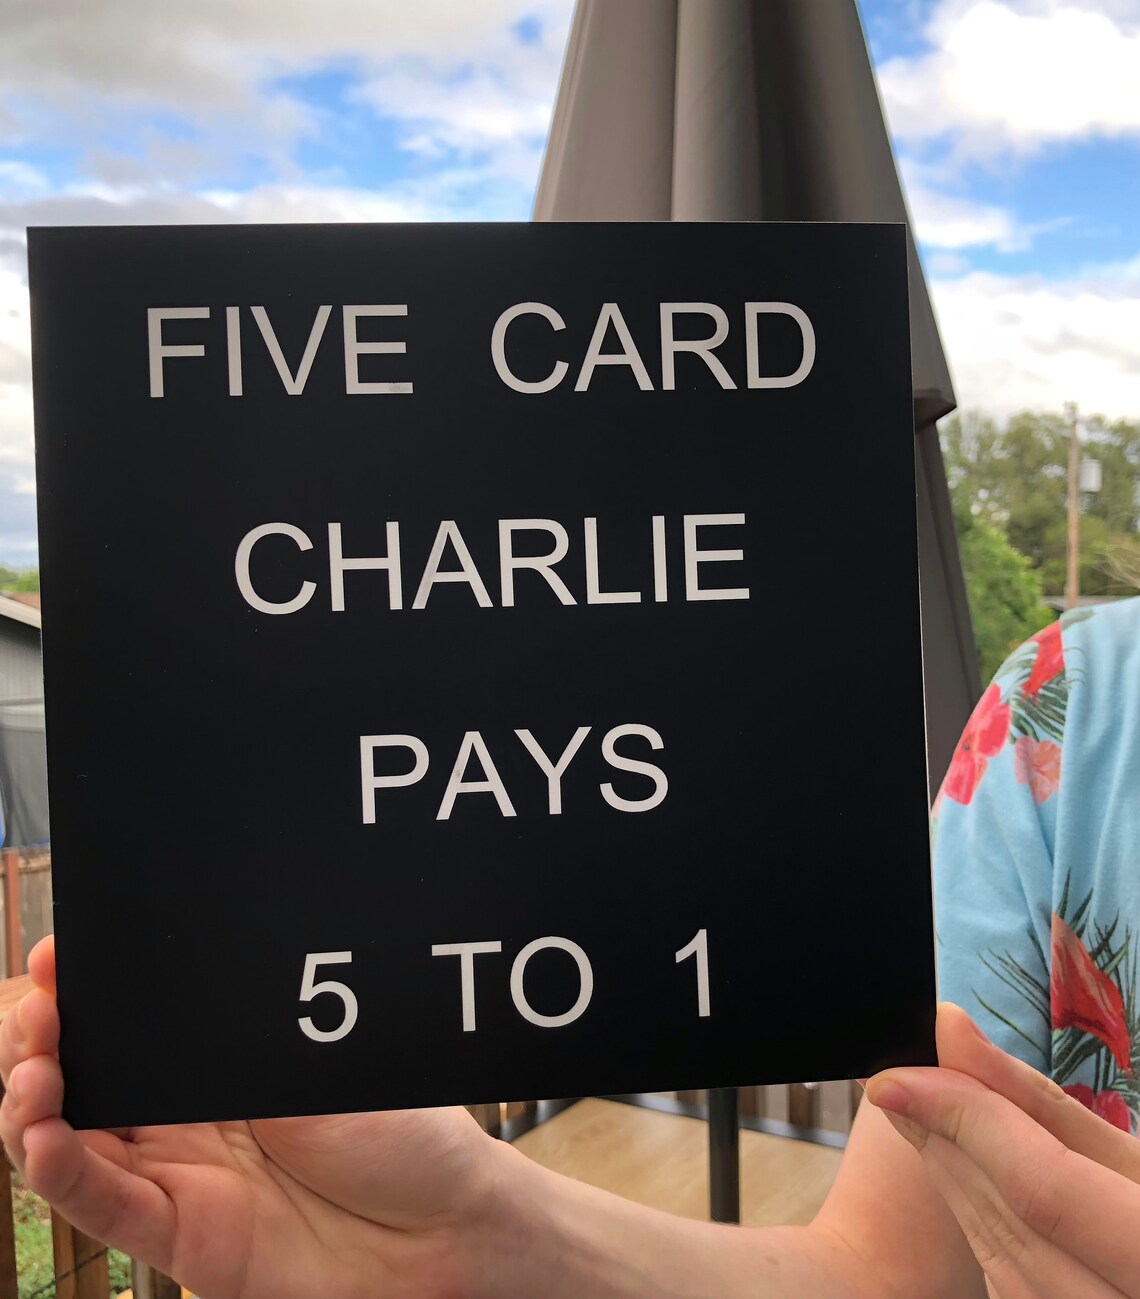 FIVE CARD
CHARLIE
PAYS
5 TO 1